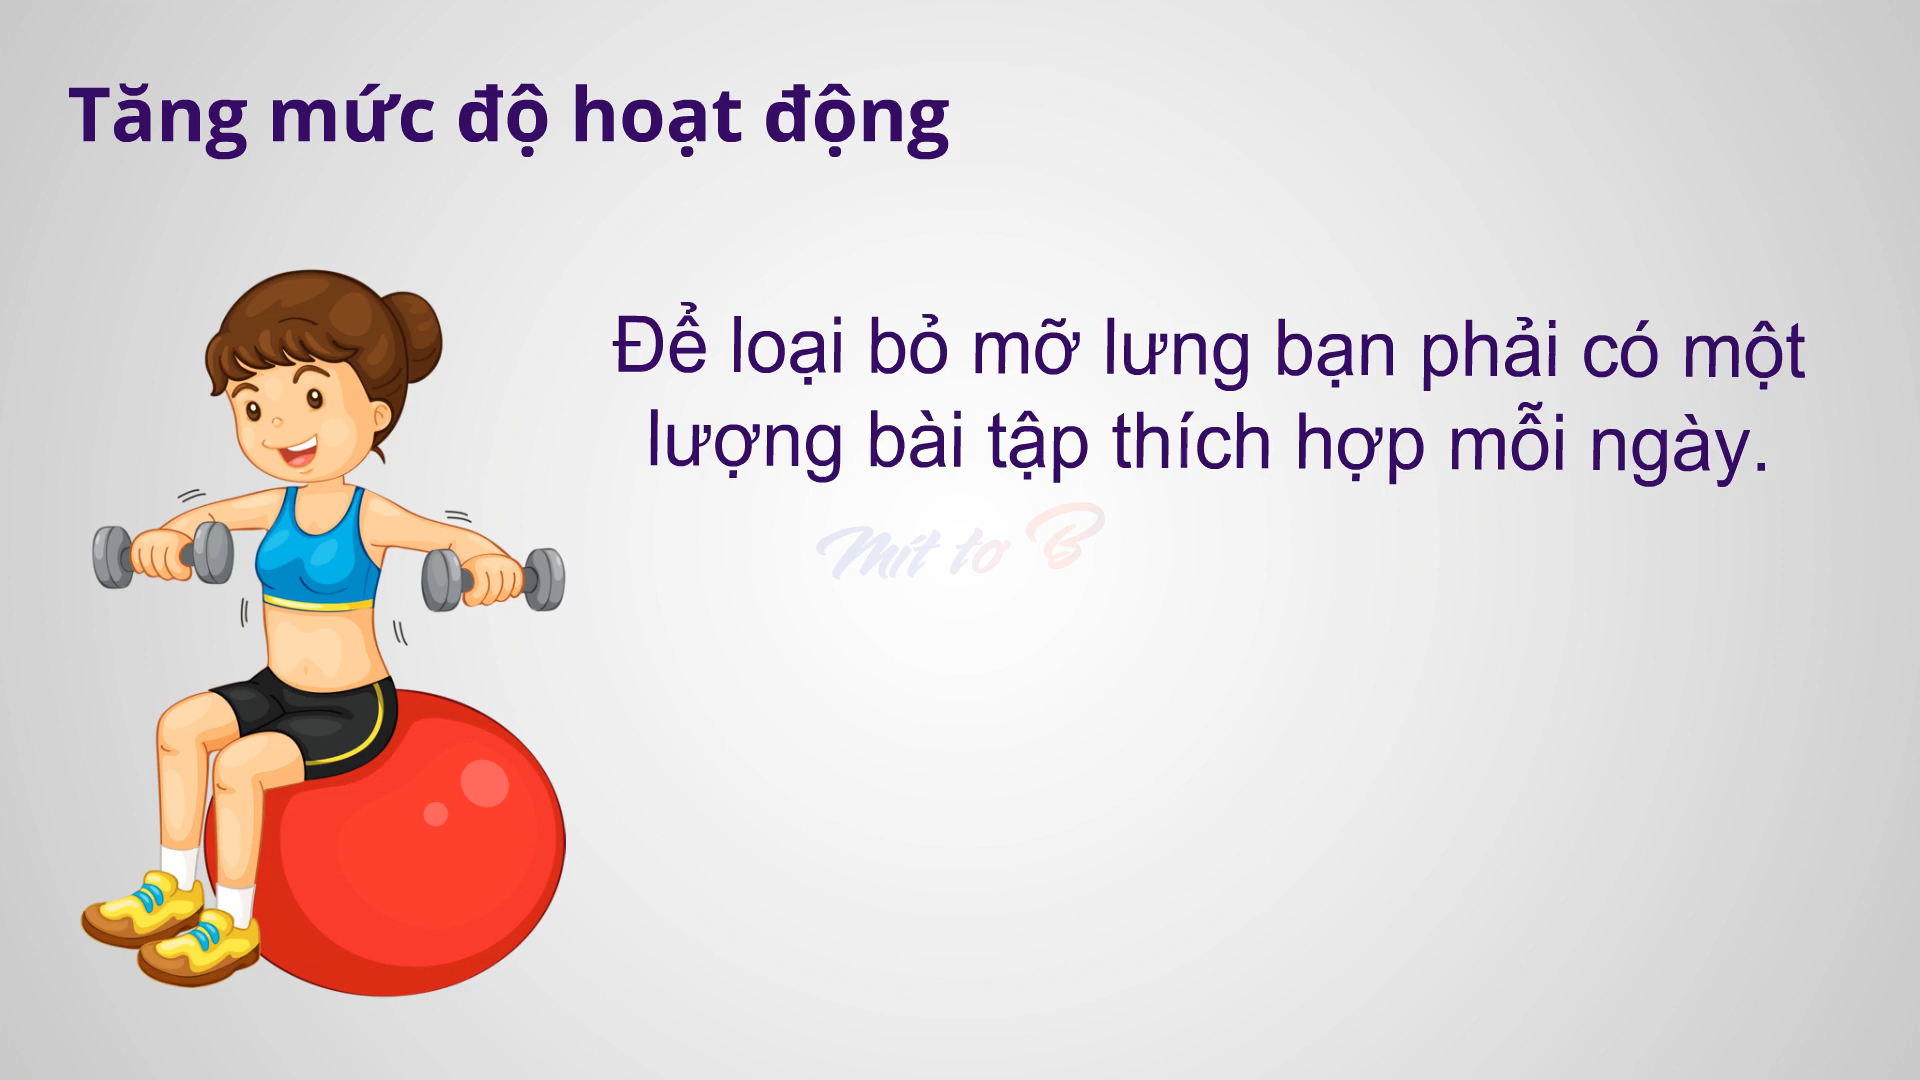 Tăng mức độ hoạt động
Để loại bỏ mỡ lưng bạn phải có một
lượng bài tập thích hợp mỗi ngày.
Mít tơ B